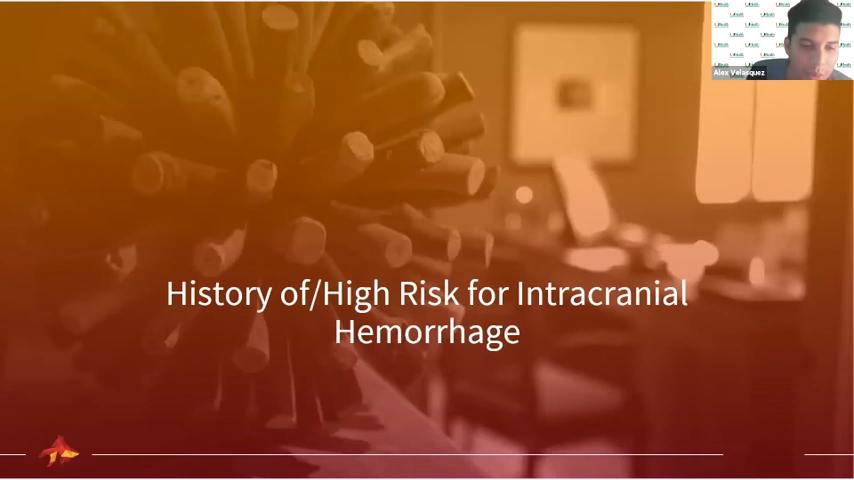 Alex Velasquez
History of/High Risk for Intracranial
Hemorrhage